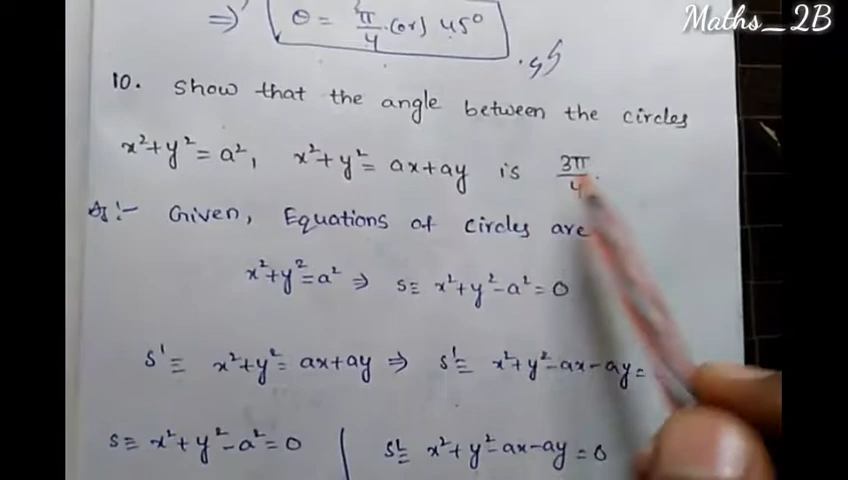 Maths_2B
=> θ = π/4 (or) 45°
10. Show that the angle between the circles
x²+y²=a², x²+y²=ax+ay is 3π/4.
Given, Equations of circles are
x²+y²=a² ⇒ s≡ x²+y²-a²=0
s'≡ x²+y²=ax+ay ⇒ s'≡ x²+y²-ax-ay=
s≡ x²+y²-a²=0 | s'≡ x²+y²-ax-ay=0